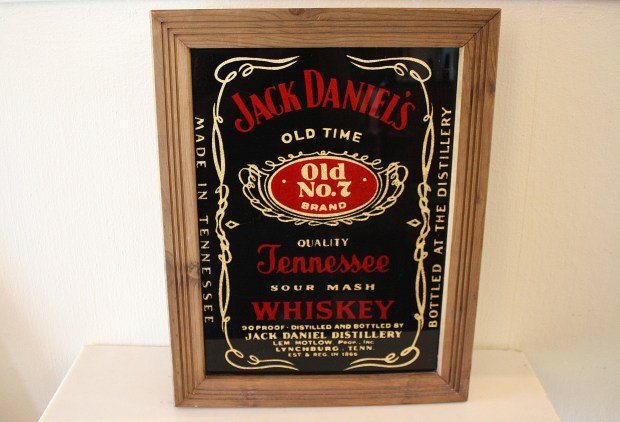 JACK DANIEL'S
OLD TIME
Old
No.7
BRAND
QUALITY
Tennessee
SOUR MASH
WHISKEY
90 PROOF · DISTILLED AND BOTTLED BY
JACK DANIEL DISTILLERY
LEM MOTLOW PROP. INC
LYNCHBURG, TENN.
EST & REG. IN 1866
MADE IN TENNESSEE
BOTTLED AT THE DISTILLERY